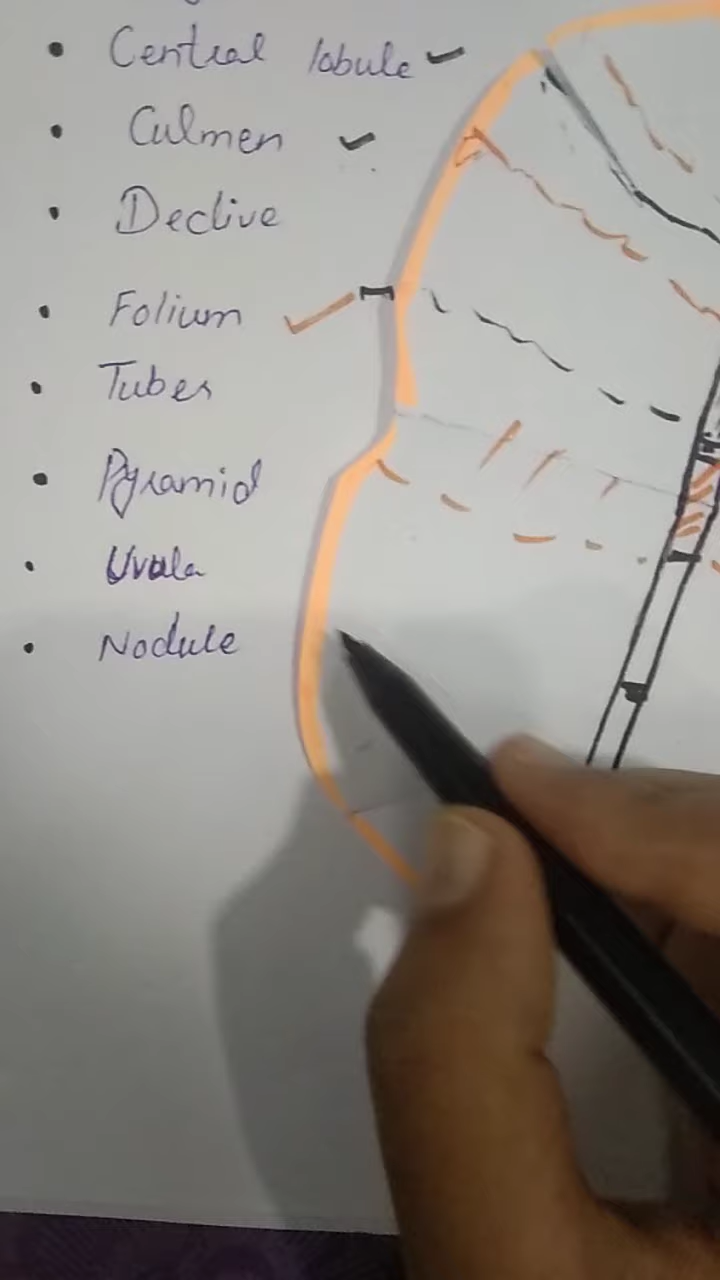 • Central lobule ✓
• Culmen ✓
• Declive
• Folium ✓
• Tuber
• Pyramid
• Uvula
• Nodule